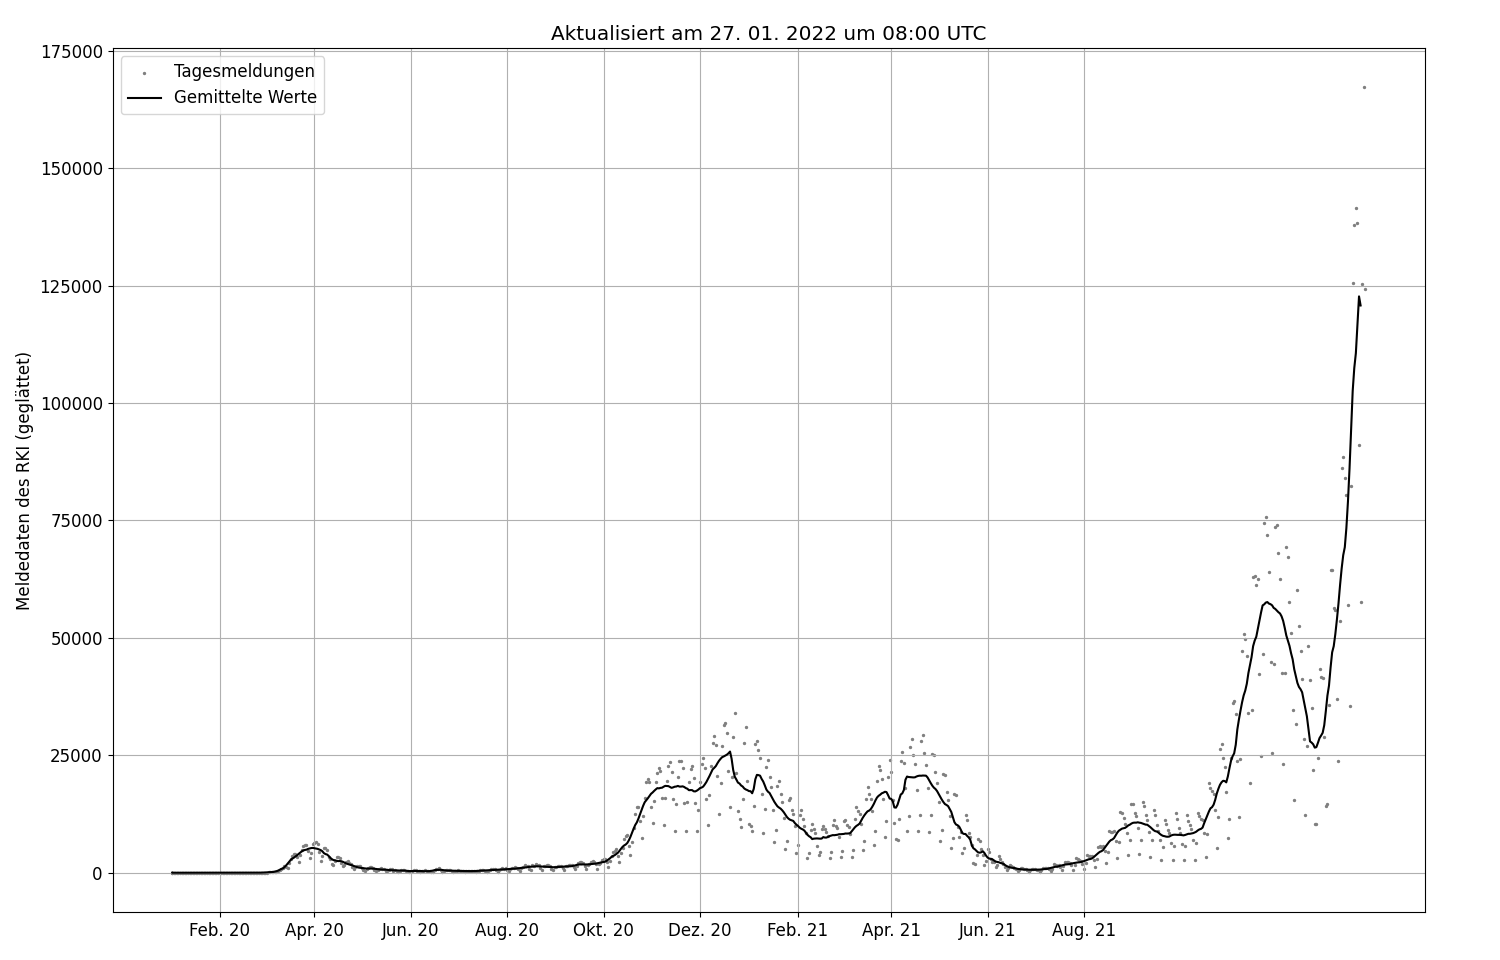 Aktualisiert am 27. 01. 2022 um 08:00 UTC
Tagesmeldungen
Gemittelte Werte
Meldedaten des RKI (geglättet)
175000
150000
125000
100000
75000
50000
25000
0
Feb. 20 Apr. 20 Jun. 20 Aug. 20 Okt. 20 Dez. 20 Feb. 21 Apr. 21 Jun. 21 Aug. 21